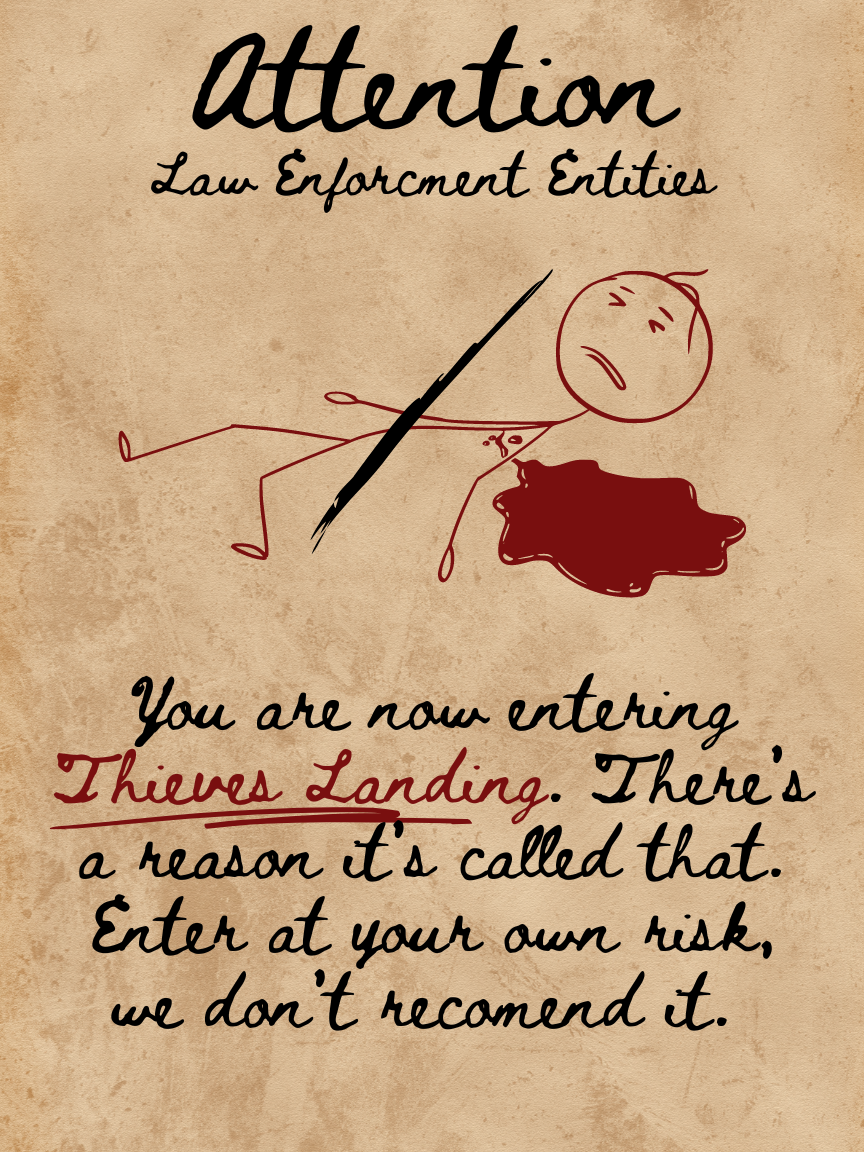 Attention
Law Enforcment Entities
You are now entering
Thieves Landing. There's
a reason it's called that.
Enter at your own risk,
we don't recomend it.